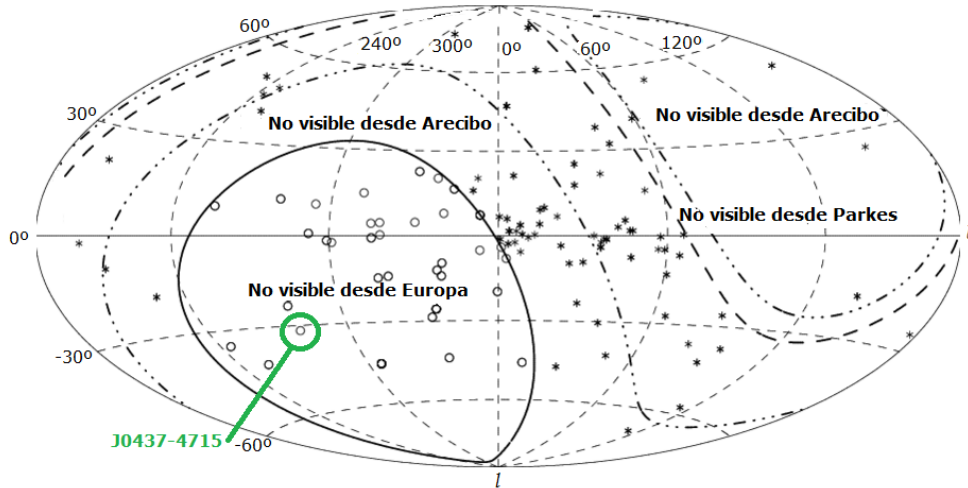 60º
240º
300º
0º
60º
120º
30º
No visible desde Arecibo
No visible desde Arecibo
No visible desde Parkes
0º
No visible desde Europa
-30º
J0437-4715
-60º
l